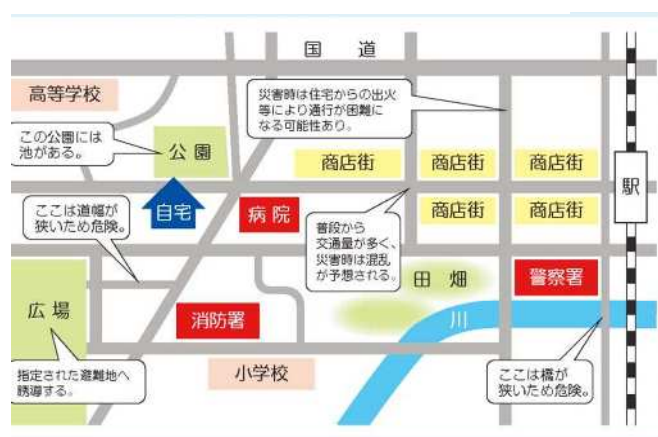 国　道
高等学校
災害時は住宅からの出火
等により通行が困難に
なる可能性あり。
この公園には
池がある。
公園
商店街
商店街
商店街
駅
自宅
ここは道幅が
狭いため危険。
病院
商店街
商店街
普段から
交通量が多く、
災害時は混乱
が予想される。
田畑
警察署
広場
消防署
川
指定された避難地へ
誘導する。
小学校
ここは橋が
狭いため危険。